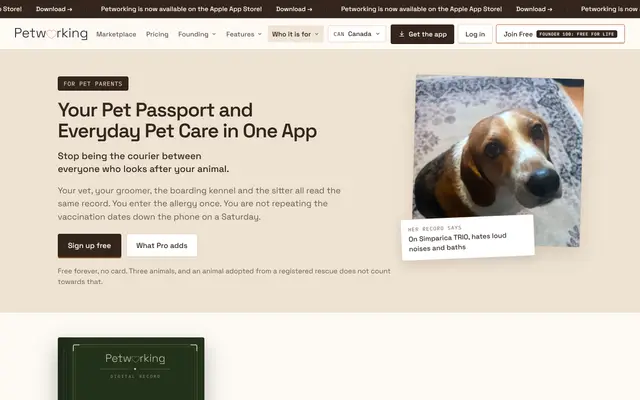 Store!   Download →   Petworking is now available on the Apple App Store!   Download →   Petworking is now available on the Apple App Store!   Download →   Petworking is now
Petworking   Marketplace   Pricing   Founding   Features   Who it is for   CAN Canada   Get the app   Log in   Join Free   FOUNDER 100: FREE FOR LIFE
FOR PET PARENTS
Your Pet Passport and
Everyday Pet Care in One App
Stop being the courier between
everyone who looks after your animal.
Your vet, your groomer, the boarding kennel and the sitter all read the
same record. You enter the allergy once. You are not repeating the
vaccination dates down the phone on a Saturday.
Sign up free   What Pro adds
Free forever, no card. Three animals, and an animal adopted from a registered rescue does not count
towards that.
HER RECORD SAYS
On Simparica TRIO, hates loud
noises and baths
Petworking
DIGITAL RECORD